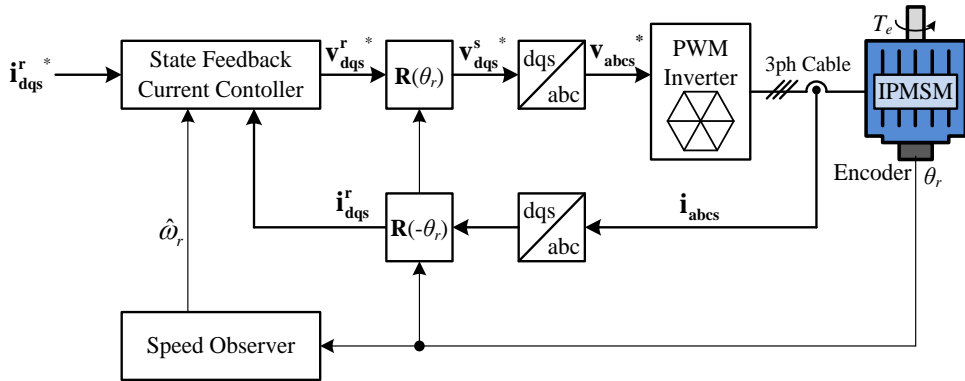 i^r_dqs*
State Feedback
Current Contoller
v^r_dqs*
R(θ_r)
v^s_dqs*
dqs
abc
v_abcs*
PWM
Inverter
3ph Cable
T_e
IPMSM
Encoder
θ_r
i^r_dqs
R(-θ_r)
dqs
abc
i_abcs
ω̂_r
Speed Observer